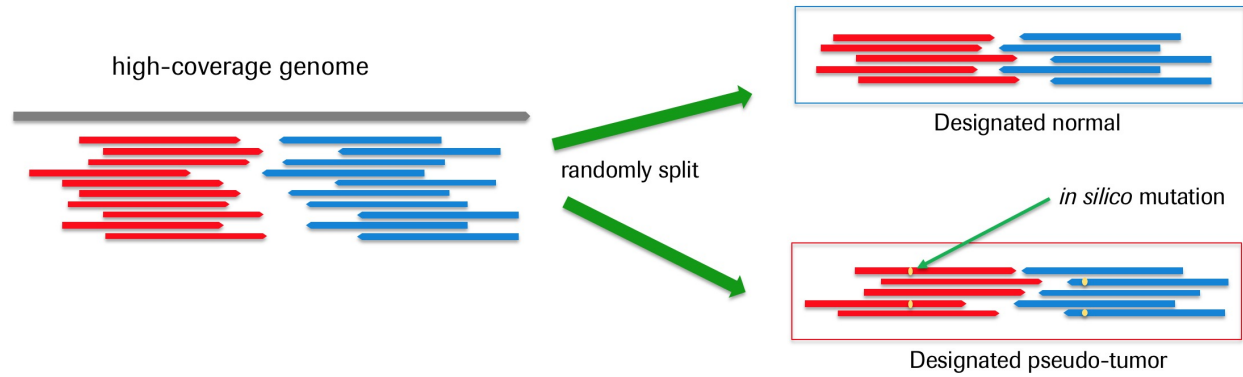 high-coverage genome
randomly split
Designated normal
in silico mutation
Designated pseudo-tumor